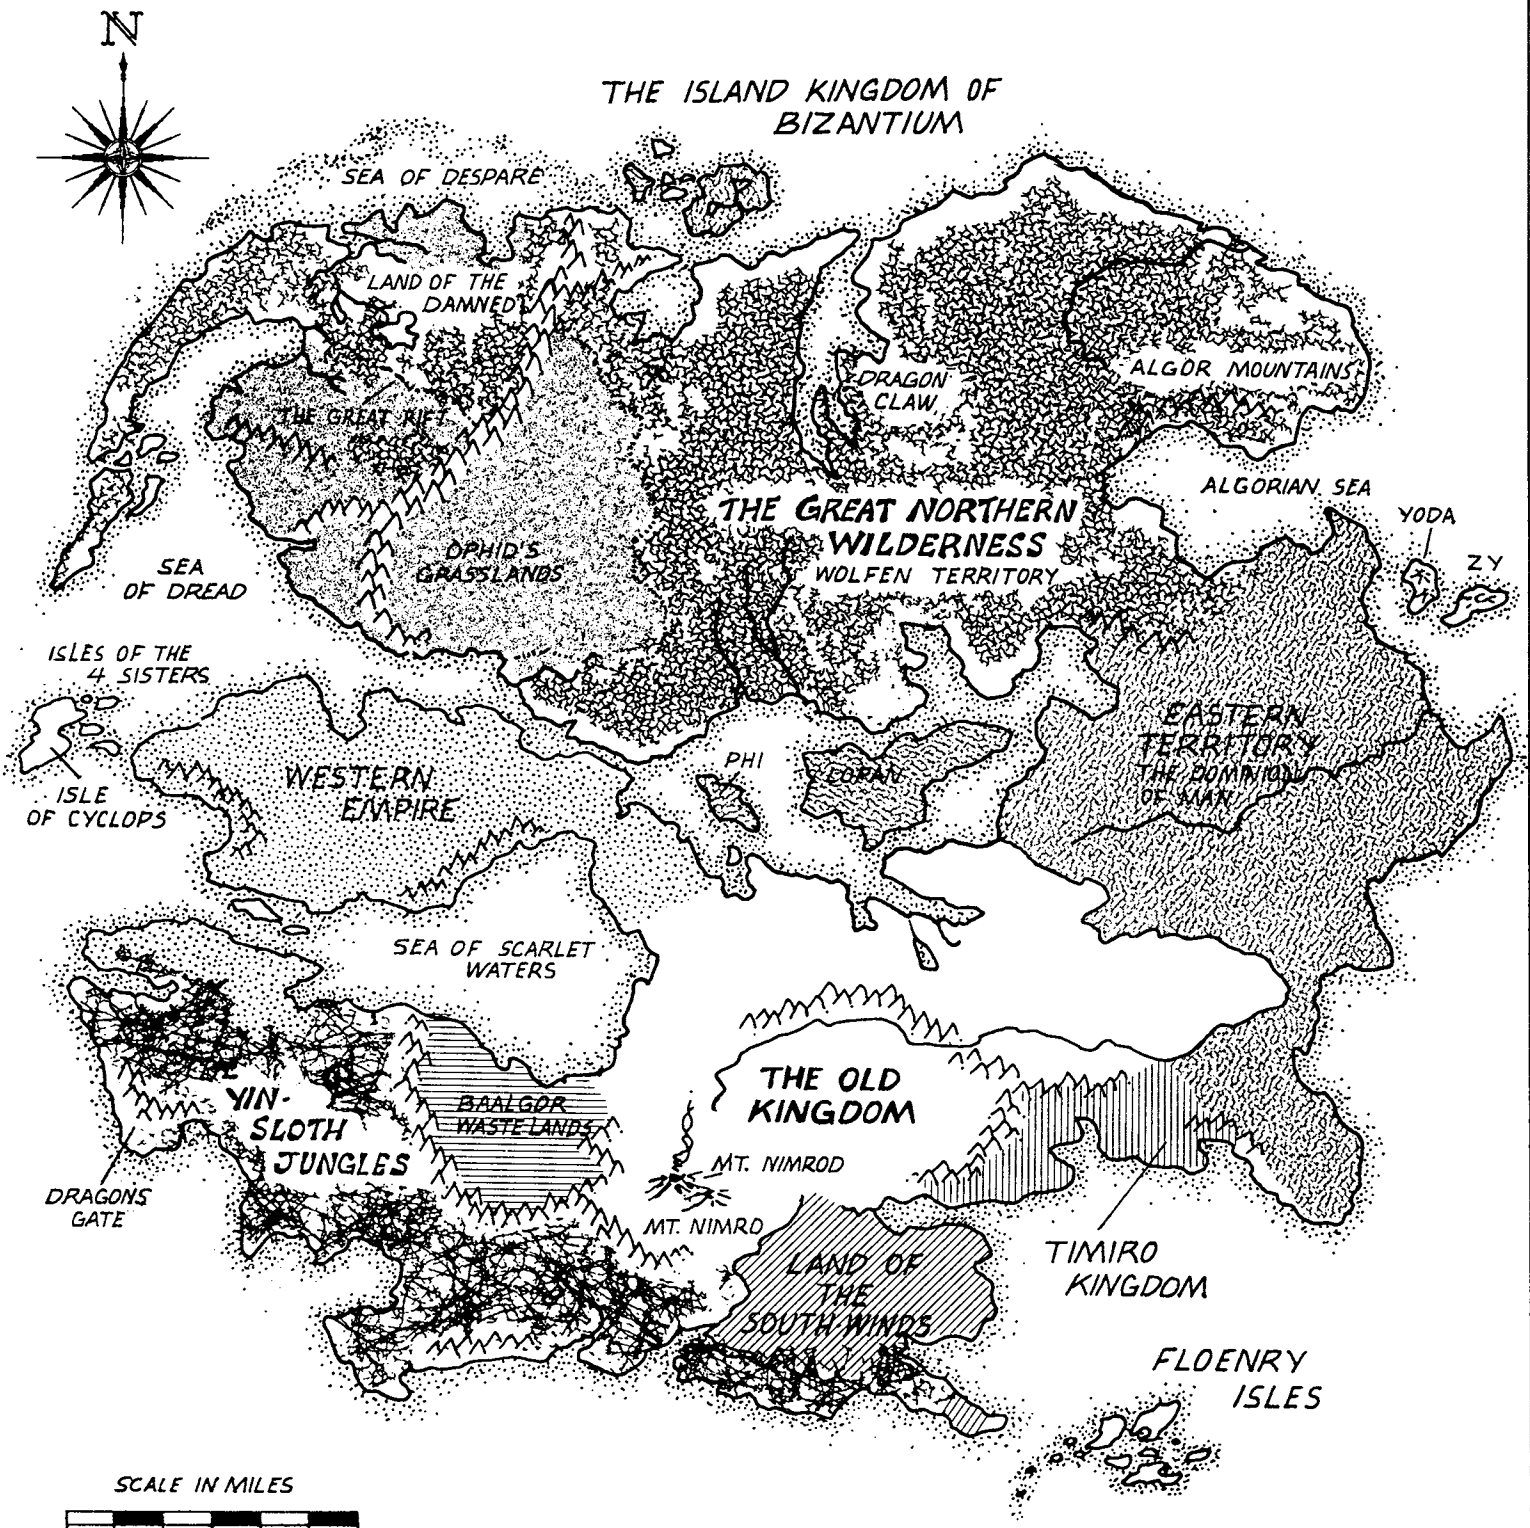 N
THE ISLAND KINGDOM OF
BIZANTIUM
SEA OF DESPARE
LAND OF THE
DAMNED
ALGOR MOUNTAINS
DRAGON
CLAW
THE GREAT RIFT
ALGORIAN SEA
THE GREAT NORTHERN
WILDERNESS
WOLFEN TERRITORY
YODA
ZY
OPHID'S
GRASSLANDS
SEA
OF DREAD
ISLES OF THE
4 SISTERS
EASTERN
TERRITORY
THE DOMINION
OF MAN
PHI
LOPAN
WESTERN
EMPIRE
ISLE
OF CYCLOPS
SEA OF SCARLET
WATERS
THE OLD
KINGDOM
YIN-
SLOTH
JUNGLES
BAALGOR
WASTELANDS
MT. NIMROD
DRAGONS
GATE
MT. NIMRO
TIMIRO
KINGDOM
LAND OF
THE
SOUTH WINDS
FLOENRY
ISLES
SCALE IN MILES